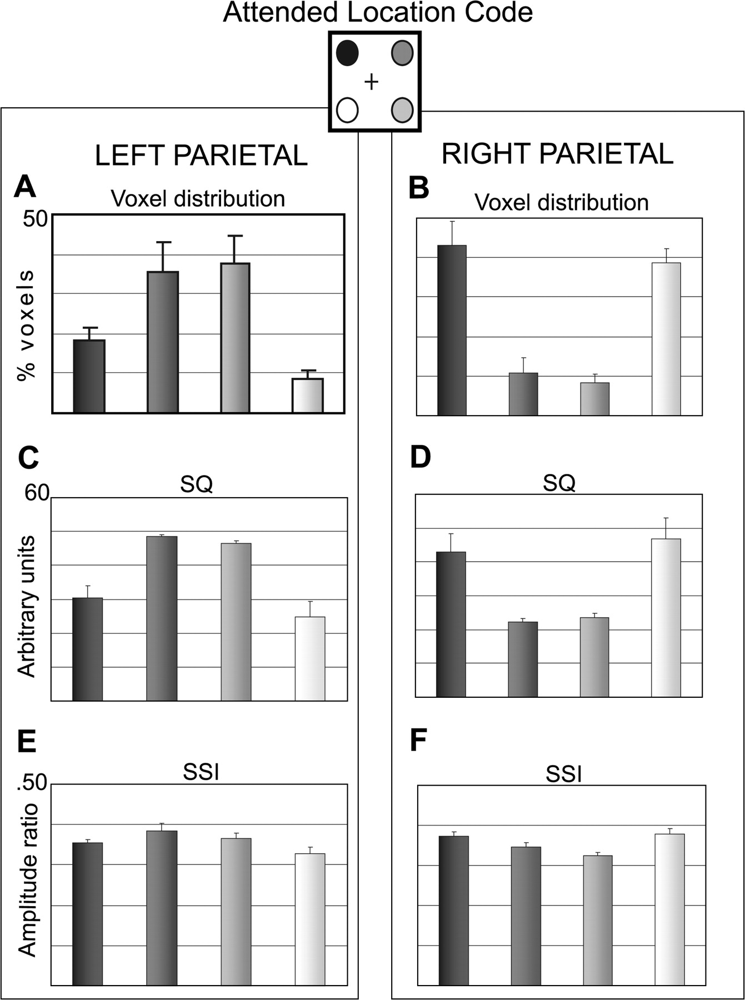 Attended Location Code
+
LEFT PARIETAL
RIGHT PARIETAL
A
Voxel distribution
50
% voxels
B
Voxel distribution
C
SQ
60
Arbitrary units
D
SQ
E
SSI
.50
Amplitude ratio
F
SSI